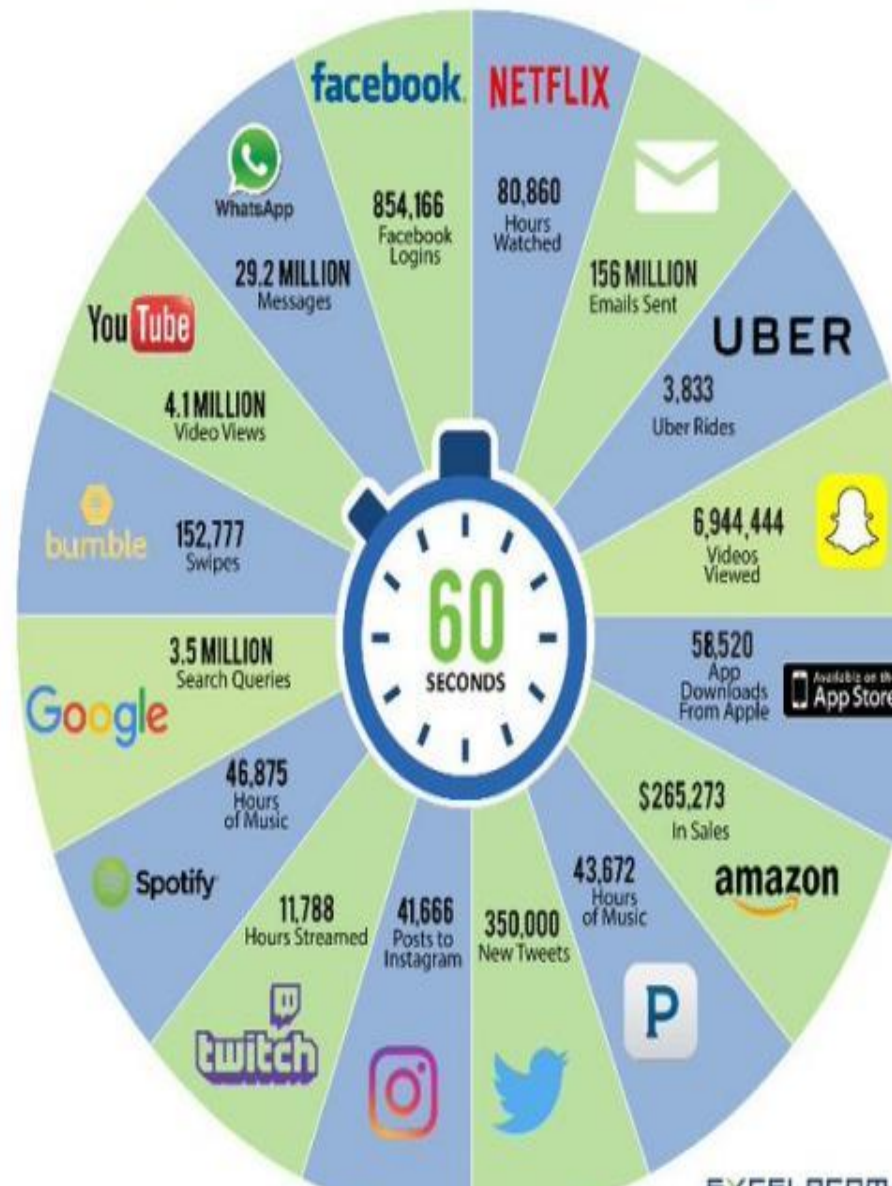 facebook
NETFLIX
WhatsApp
854,166
Facebook
Logins
80,860
Hours
Watched
29.2 MILLION
Messages
156 MILLION
Emails Sent
UBER
3,833
Uber Rides
YouTube
4.1 MILLION
Video Views
6,944,444
Videos
Viewed
bumble
152,777
Swipes
60
SECONDS
58,520
App
Downloads
From Apple
Available on the
App Store
3.5 MILLION
Search Queries
Google
$265,273
In Sales
amazon
46,875
Hours
of Music
Spotify
43,672
Hours
of Music
P
350,000
New Tweets
41,666
Posts to
Instagram
11,788
Hours Streamed
twitch